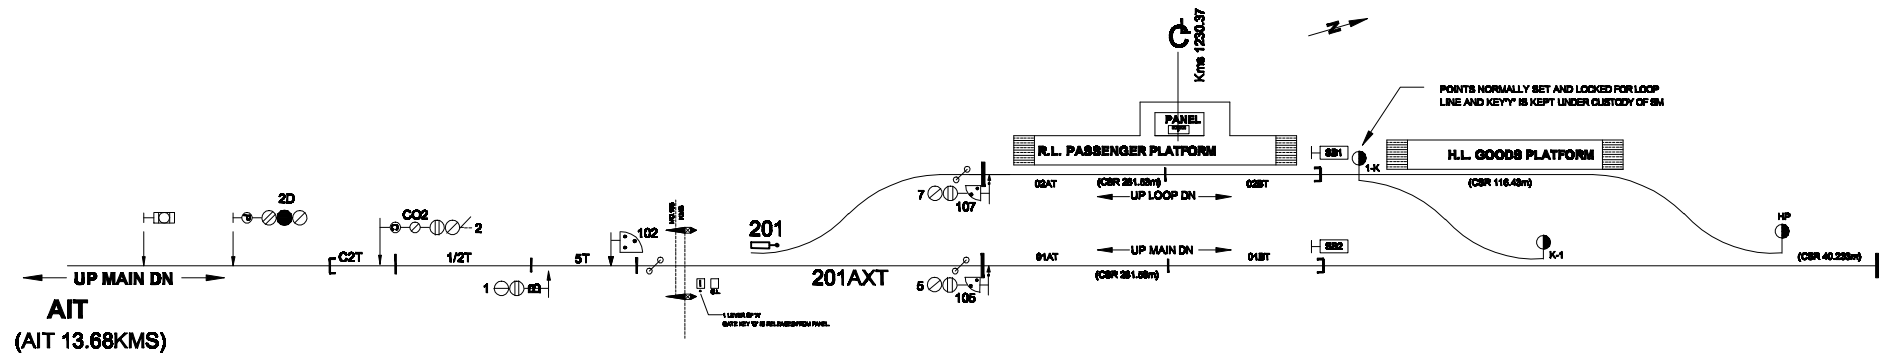 C
L
Kms 1230.37
N
POINTS NORMALLY SET AND LOCKED FOR LOOP
LINE AND KEY'Y' IS KEPT UNDER CUSTODY OF SM
PANEL
R.L. PASSENGER PLATFORM
SB1
1-K
H.L. GOODS PLATFORM
02AT
(CSR 261.53m)
02BT
(CSR 116.43m)
UP LOOP DN
7
107
2D
CO2
2
102
201
HP
SB2
K-1
C2T
1/2T
5T
01AT
UP MAIN DN
01BT
(CSR 261.53m)
(CSR 40.233m)
UP MAIN DN
201AXT
1
5
105
AIT
(AIT 13.68KMS)